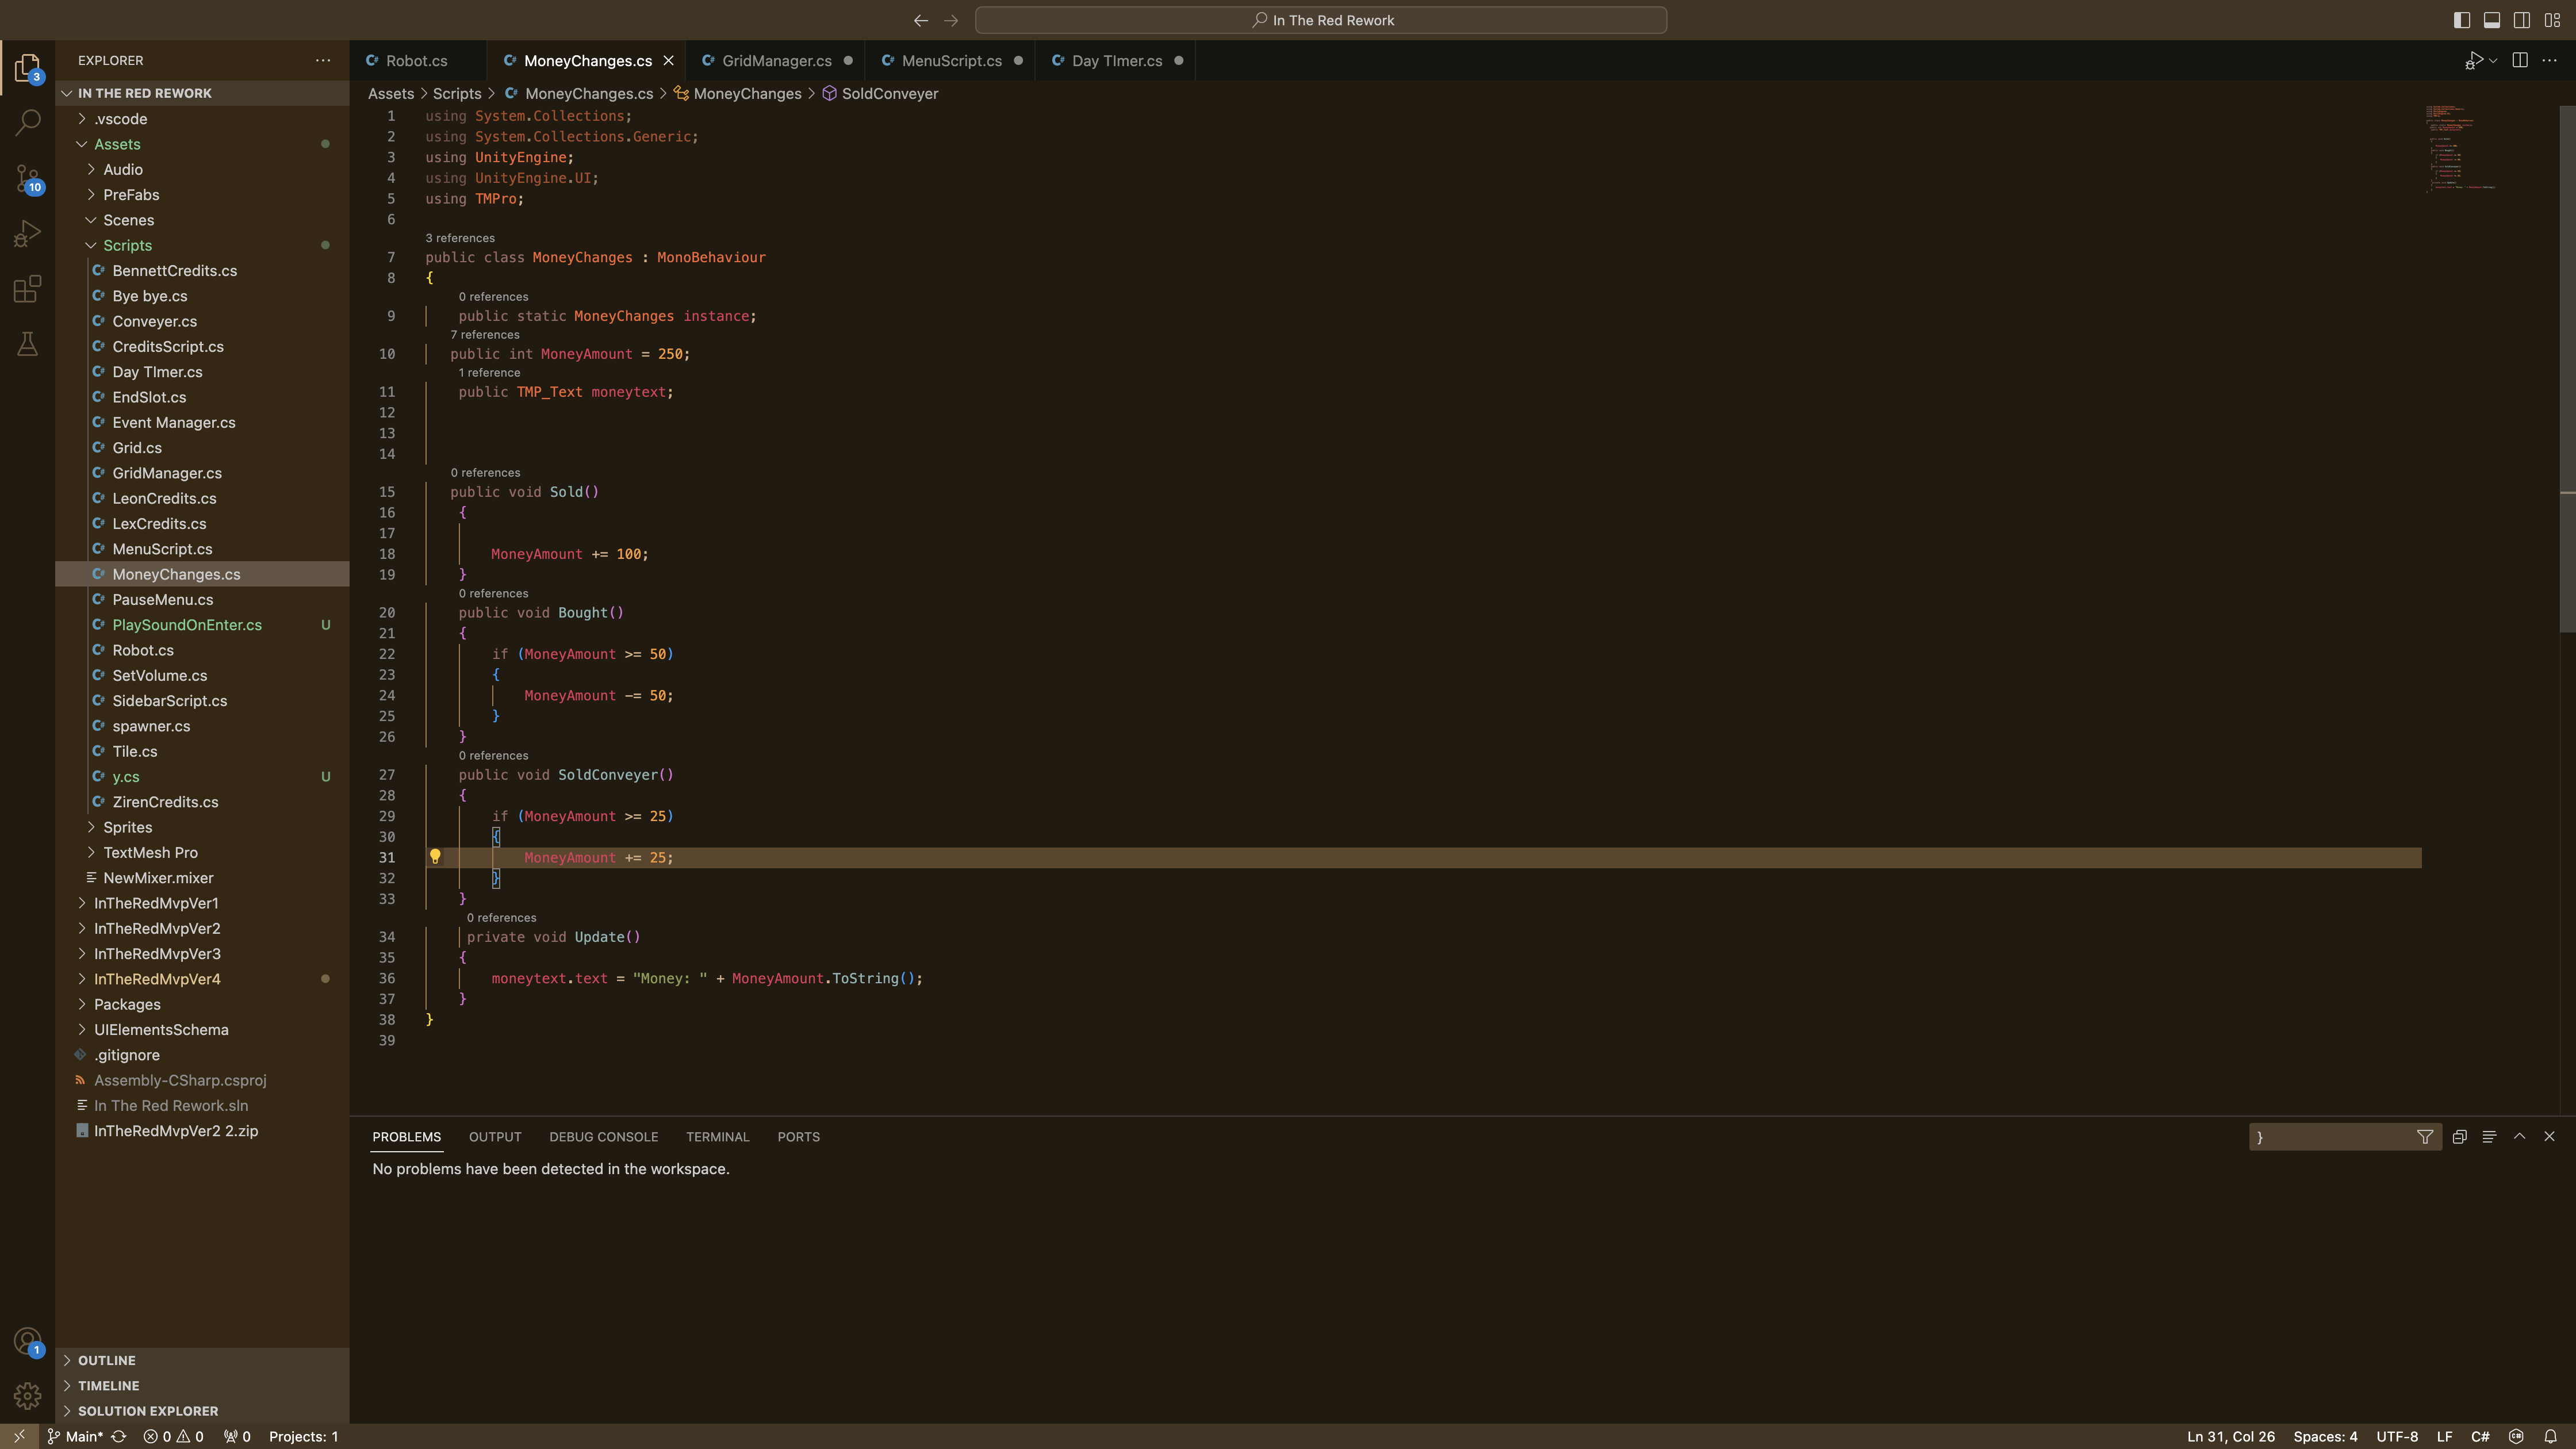 In The Red Rework
EXPLORER
IN THE RED REWORK
.vscode
Assets
Audio
PreFabs
Scenes
Scripts
BennettCredits.cs
Bye bye.cs
Conveyer.cs
CreditsScript.cs
Day TImer.cs
EndSlot.cs
Event Manager.cs
Grid.cs
GridManager.cs
LeonCredits.cs
LexCredits.cs
MenuScript.cs
MoneyChanges.cs
PauseMenu.cs
PlaySoundOnEnter.cs U
Robot.cs
SetVolume.cs
SidebarScript.cs
spawner.cs
Tile.cs
y.cs U
ZirenCredits.cs
Sprites
TextMesh Pro
NewMixer.mixer
InTheRedMvpVer1
InTheRedMvpVer2
InTheRedMvpVer3
InTheRedMvpVer4
Packages
UIElementsSchema
.gitignore
Assembly-CSharp.csproj
In The Red Rework.sln
InTheRedMvpVer2 2.zip
OUTLINE
TIMELINE
SOLUTION EXPLORER
3
10
1
Robot.cs MoneyChanges.cs GridManager.cs MenuScript.cs Day TImer.cs
Assets > Scripts > MoneyChanges.cs > MoneyChanges > SoldConveyer
1 using System.Collections;
2 using System.Collections.Generic;
3 using UnityEngine;
4 using UnityEngine.UI;
5 using TMPro;
6
3 references
7 public class MoneyChanges : MonoBehaviour
8 {
0 references
9 public static MoneyChanges instance;
7 references
10 public int MoneyAmount = 250;
1 reference
11 public TMP_Text moneytext;
12
13
14
0 references
15 public void Sold()
16 {
17
18 MoneyAmount += 100;
19 }
0 references
20 public void Bought()
21 {
22 if (MoneyAmount >= 50)
23 {
24 MoneyAmount -= 50;
25 }
26 }
0 references
27 public void SoldConveyer()
28 {
29 if (MoneyAmount >= 25)
30 {
31 MoneyAmount += 25;
32 }
33 }
0 references
34 private void Update()
35 {
36 moneytext.text = "Money: " + MoneyAmount.ToString();
37 }
38 }
39
PROBLEMS OUTPUT DEBUG CONSOLE TERMINAL PORTS }
No problems have been detected in the workspace.
Main* 0 0 0 Projects: 1 Ln 31, Col 26 Spaces: 4 UTF-8 LF C#